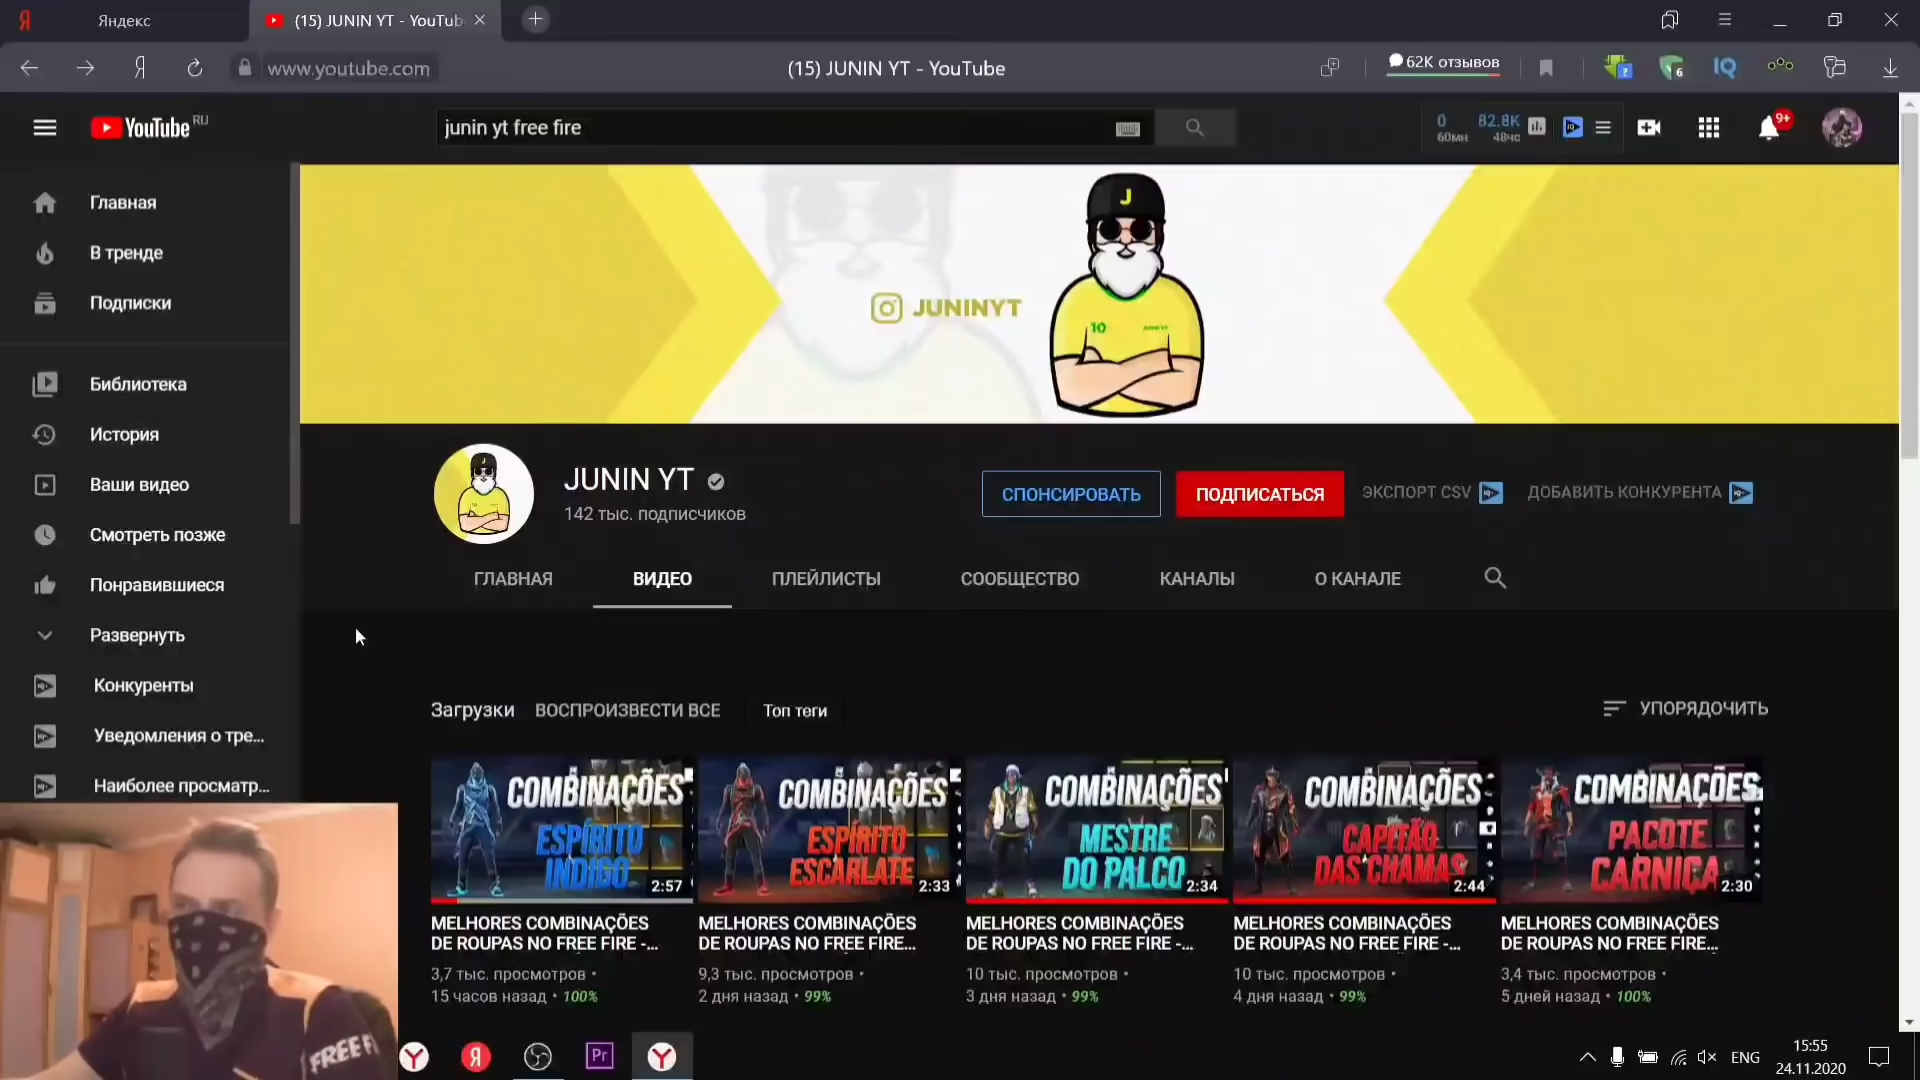 Яндекс
(15) JUNIN YT - YouTub
www.youtube.com
(15) JUNIN YT - YouTube
62K отзывов
YouTube RU
junin yt free fire
0 82.8K
60мн 48чс
9+
Главная
В тренде
Подписки
Библиотека
История
Ваши видео
Смотреть позже
Понравившиеся
Развернуть
Конкуренты
Уведомления о тре...
Наиболее просматр...
J
JUNINYT
10
JUNIN YT
142 тыс. подписчиков
СПОНСИРОВАТЬ
ПОДПИСАТЬСЯ
ЭКСПОРТ CSV
ДОБАВИТЬ КОНКУРЕНТА
ГЛАВНАЯ ВИДЕО ПЛЕЙЛИСТЫ СООБЩЕСТВО КАНАЛЫ О КАНАЛЕ
Загрузки ВОСПРОИЗВЕСТИ ВСЕ Топ теги УПОРЯДОЧИТЬ
COMBINAÇÕES
ESPÍRITO
INDIGO
2:57
MELHORES COMBINAÇÕES
DE ROUPAS NO FREE FIRE -...
3,7 тыс. просмотров •
15 часов назад • 100%
COMBINAÇÕES
ESPÍRITO
ESCARLATE
2:33
MELHORES COMBINAÇÕES
DE ROUPAS NO FREE FIRE...
9,3 тыс. просмотров •
2 дня назад • 99%
COMBINAÇÕES
MESTRE
DO PALCO
2:34
MELHORES COMBINAÇÕES
DE ROUPAS NO FREE FIRE -...
10 тыс. просмотров •
3 дня назад • 99%
COMBINAÇÕES
CAPITÃO
DAS CHAMAS
2:44
MELHORES COMBINAÇÕES
DE ROUPAS NO FREE FIRE -...
10 тыс. просмотров •
4 дня назад • 99%
COMBINAÇÕES
PACOTE
CARNIÇA
2:30
MELHORES COMBINAÇÕES
DE ROUPAS NO FREE FIRE...
3,4 тыс. просмотров •
5 дней назад • 100%
FREE F
Pr
ENG
15:55
24.11.2020